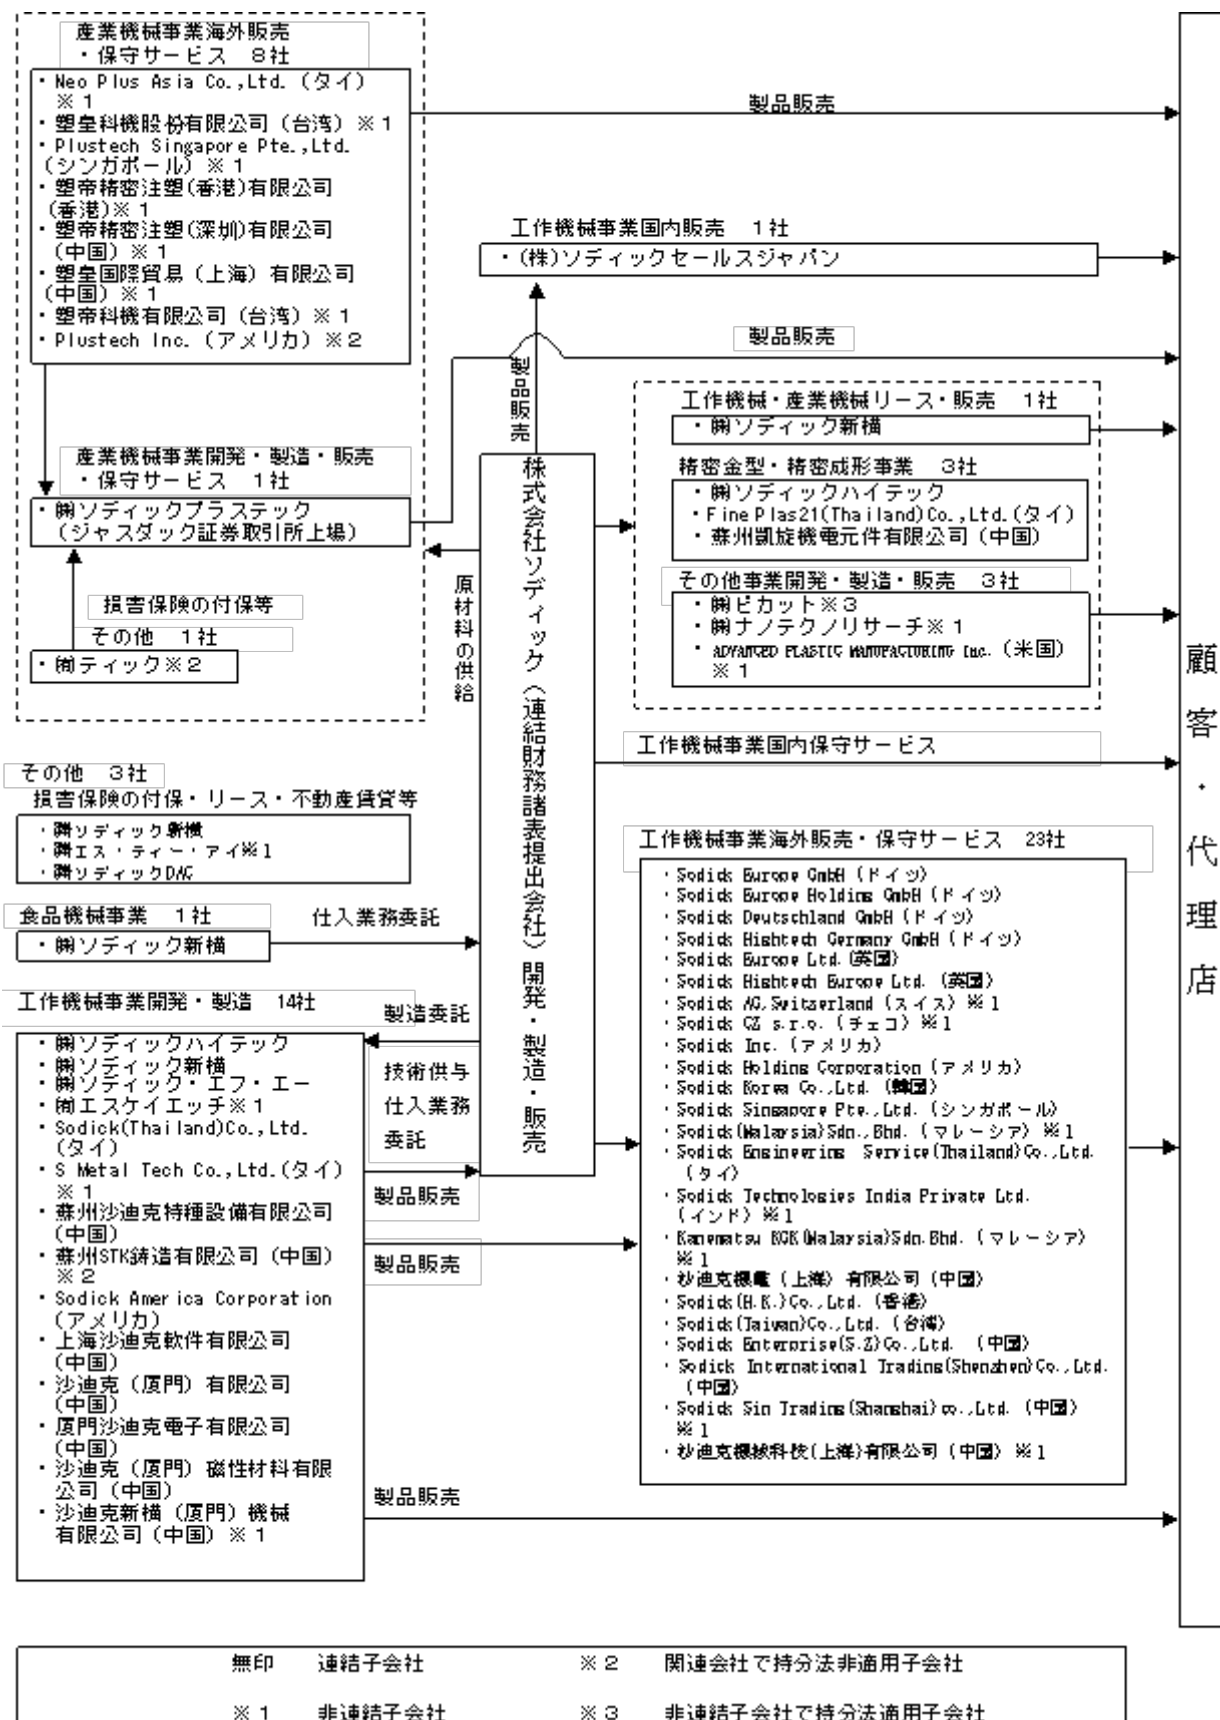 産業機械事業海外販売
・保守サービス　8社
・Neo Plus Asia Co.,Ltd.（タイ）
※1
・塑皇科機股份有限公司（台湾）※1
・Plustech Singapore Pte.,Ltd.
（シンガポール）※1
・塑帝精密注塑(香港)有限公司
(香港)※1
・塑帝精密注塑(深圳)有限公司
（中国）※1
・塑皇国際貿易（上海）有限公司
（中国）※1
・塑帝科機有限公司（台湾）※1
・Plustech Inc.（アメリカ）※2
産業機械事業開発・製造・販売
・保守サービス　1社
・㈱ソディックプラステック
（ジャスダック証券取引所上場）
損害保険の付保等
その他　1社
・㈲ティック※2
その他　3社
損害保険の付保・リース・不動産賃貸等
・㈱ソディック新横
・㈱エス・ティー・アイ※1
・㈱ソディックDAC
食品機械事業　1社
・㈱ソディック新横
仕入業務委託
工作機械事業開発・製造　14社
・㈱ソディックハイテック
・㈱ソディック新横
・㈱ソディック・エフ・エー
・㈲エスケイエッチ※1
・Sodick(Thailand)Co.,Ltd.
（タイ）
・S Metal Tech Co.,Ltd.(タイ)
※1
・蘇州沙迪克特種設備有限公司
（中国）
・蘇州STK鋳造有限公司（中国）
※2
・Sodick America Corporation
（アメリカ）
・上海沙迪克軟件有限公司
（中国）
・沙迪克（厦門）有限公司
（中国）
・厦門沙迪克電子有限公司
（中国）
・沙迪克（厦門）磁性材料有限
公司（中国）
・沙迪克新横（厦門）機械
有限公司（中国）※1
製造委託
技術供与
仕入業務
委託
製品販売
製品販売
製品販売
原材料の供給
株式会社ソディック（連結財務諸表提出会社）開発・製造・販売
製品販売
製品販売
工作機械事業国内販売　1社
・(株)ソディックセールスジャパン
製品販売
工作機械・産業機械リース・販売　1社
・㈱ソディック新横
精密金型・精密成形事業　3社
・㈱ソディックハイテック
・Fine Plas21(Thailand)Co.,Ltd.(タイ)
・蘇州凱旋機電元件有限公司（中国）
その他事業開発・製造・販売　3社
・㈱ピカット※3
・㈱ナノテクノリサーチ※1
・ADVANCED PLASTIC MANUFACTURING Inc.（米国）
※1
工作機械事業国内保守サービス
工作機械事業海外販売・保守サービス　23社
・Sodick Europe GmbH（ドイツ）
・Sodick Europe Holding GmbH（ドイツ）
・Sodick Deutschland GmbH（ドイツ）
・Sodick Hightech Germany GmbH（ドイツ）
・Sodick Europe Ltd.（英国）
・Sodick Hightech Europe Ltd.（英国）
・Sodick AG,Switzerland（スイス）※1
・Sodick CZ s.r.o.（チェコ）※1
・Sodick Inc.（アメリカ）
・Sodick Holding Corporation（アメリカ）
・Sodick Korea Co.,Ltd.（韓国）
・Sodick Singapore Pte.,Ltd.（シンガポール）
・Sodick(Malaysia)Sdn.,Bhd.（マレーシア）※1
・Sodick Engineering Service(Thailand)Co.,Ltd.
（タイ）
・Sodick Technologies India Private Ltd.
（インド）※1
・Kanematsu KGK(Malaysia)Sdn.Bhd.（マレーシア）
※1
・沙迪克機電（上海）有限公司（中国）
・Sodick(H.K.)Co.,Ltd.（香港）
・Sodick(Taiwan)Co.,Ltd.（台湾）
・Sodick Enterprise(S.Z)Co.,Ltd.（中国）
・Sodick International Trading(Shenzhen)Co.,Ltd.
（中国）
・Sodick Sin Trading(Shanghai)co.,Ltd.（中国）
※1
・沙迪克機械科技(上海)有限公司（中国）※1
顧客・代理店
無印　連結子会社　※2　関連会社で持分法非適用子会社
※1　非連結子会社　※3　非連結子会社で持分法適用子会社